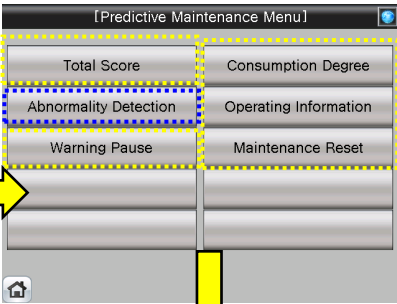 [Predictive Maintenance Menu]
Total Score
Consumption Degree
Abnormality Detection
Operating Information
Warning Pause
Maintenance Reset